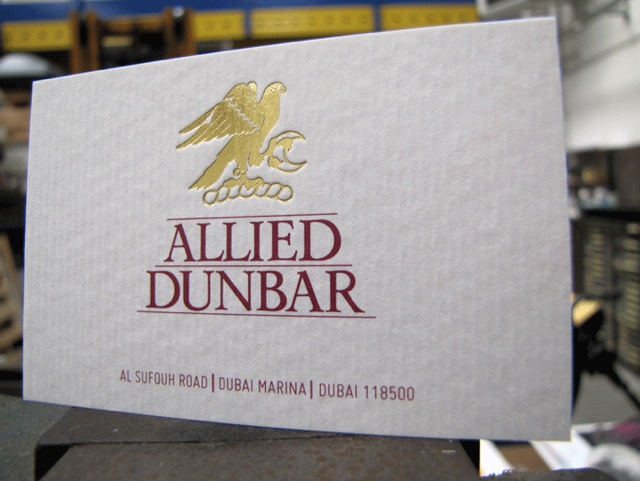 ALLIED
DUNBAR
AL SUFOUH ROAD | DUBAI MARINA | DUBAI 118500